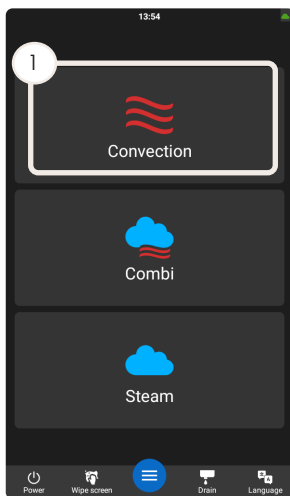 13:54
1
Convection
Combi
Steam
Power Wipe screen Drain Language